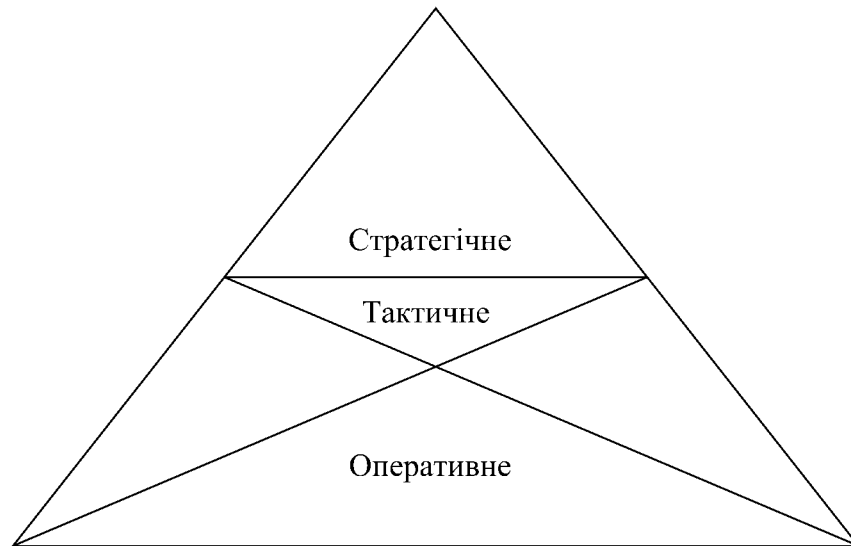 Стратегічне
Тактичне
Оперативне